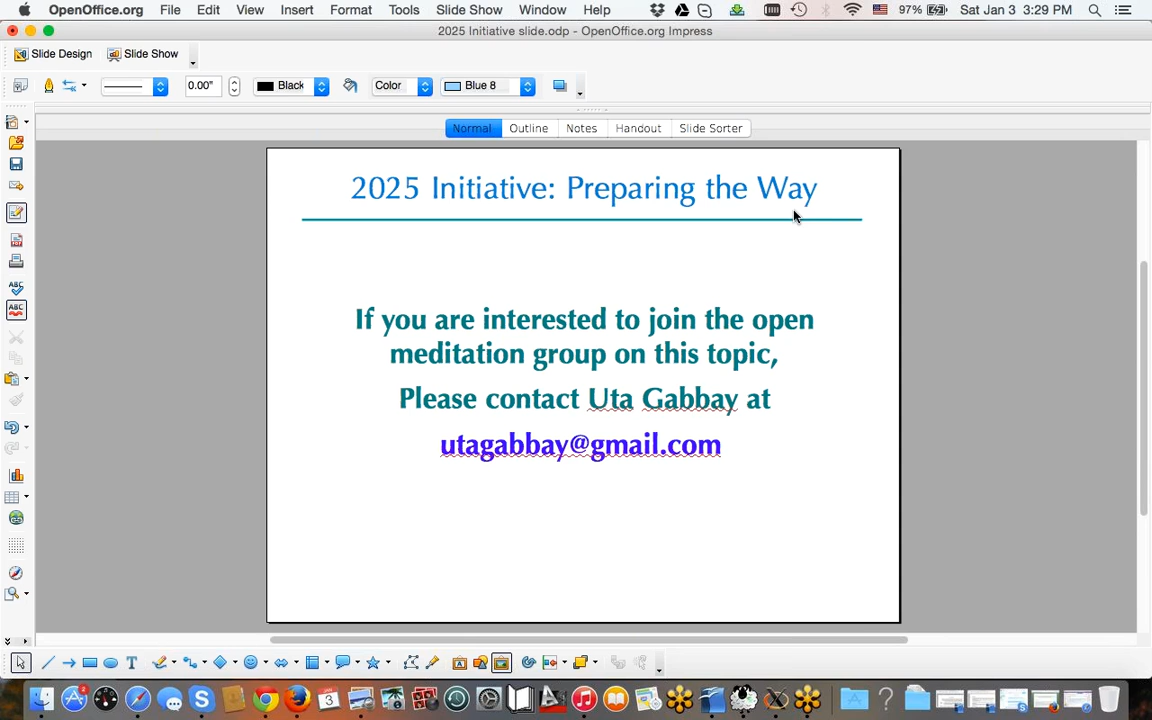 OpenOffice.org File Edit View Insert Format Tools Slide Show Window Help 97% Sat Jan 3 3:29 PM
2025 Initiative slide.odp - OpenOffice.org Impress
Slide Design Slide Show
0.00" Black Color Blue 8
Normal Outline Notes Handout Slide Sorter
2025 Initiative: Preparing the Way
If you are interested to join the open
meditation group on this topic,
Please contact Uta Gabbay at
utagabbay@gmail.com